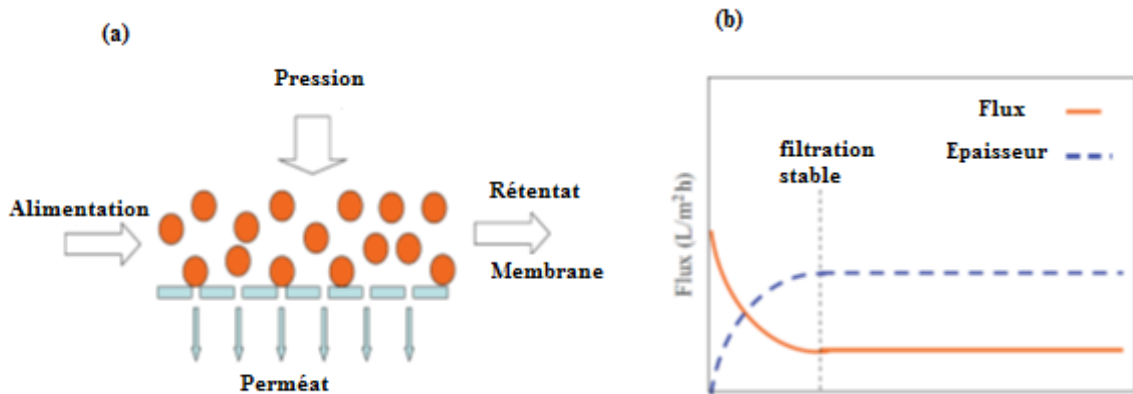 (a)
Pression
Alimentation
Rétentat
Membrane
Perméat
(b)
Flux
Epaisseur
filtration
stable
Flux (L/m²h)